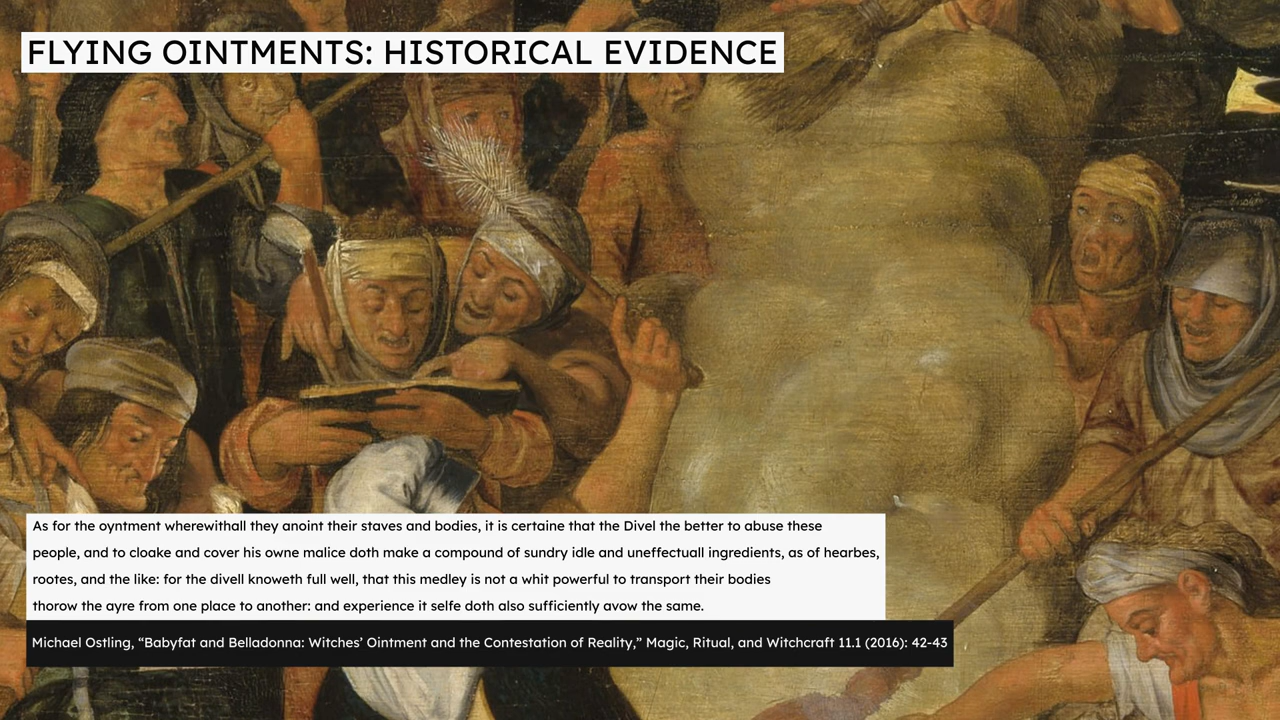 FLYING OINTMENTS: HISTORICAL EVIDENCE
As for the oyntment wherewithall they anoint their staves and bodies, it is certaine that the Divel the better to abuse these
people, and to cloake and cover his owne malice doth make a compound of sundry idle and uneffectuall ingredients, as of hearbes,
rootes, and the like: for the divell knoweth full well, that this medley is not a whit powerful to transport their bodies
thorow the ayre from one place to another: and experience it selfe doth also sufficiently avow the same.
Michael Ostling, “Babyfat and Belladonna: Witches’ Ointment and the Contestation of Reality,” Magic, Ritual, and Witchcraft 11.1 (2016): 42-43